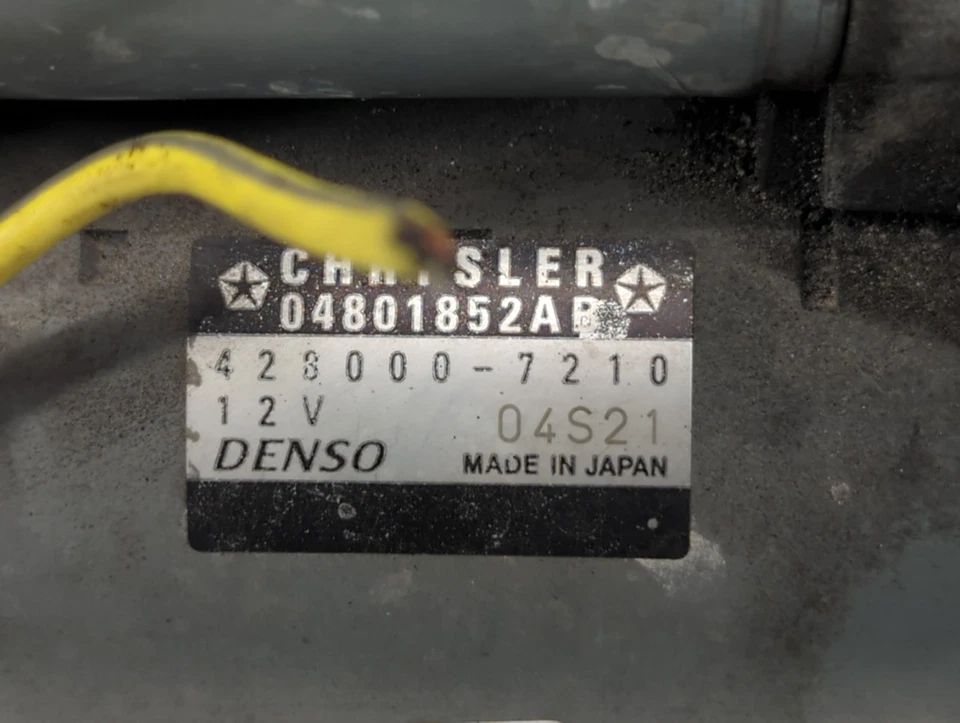 CHRYSLER
04801852AB
428000-7210
12V 04S21
DENSO MADE IN JAPAN